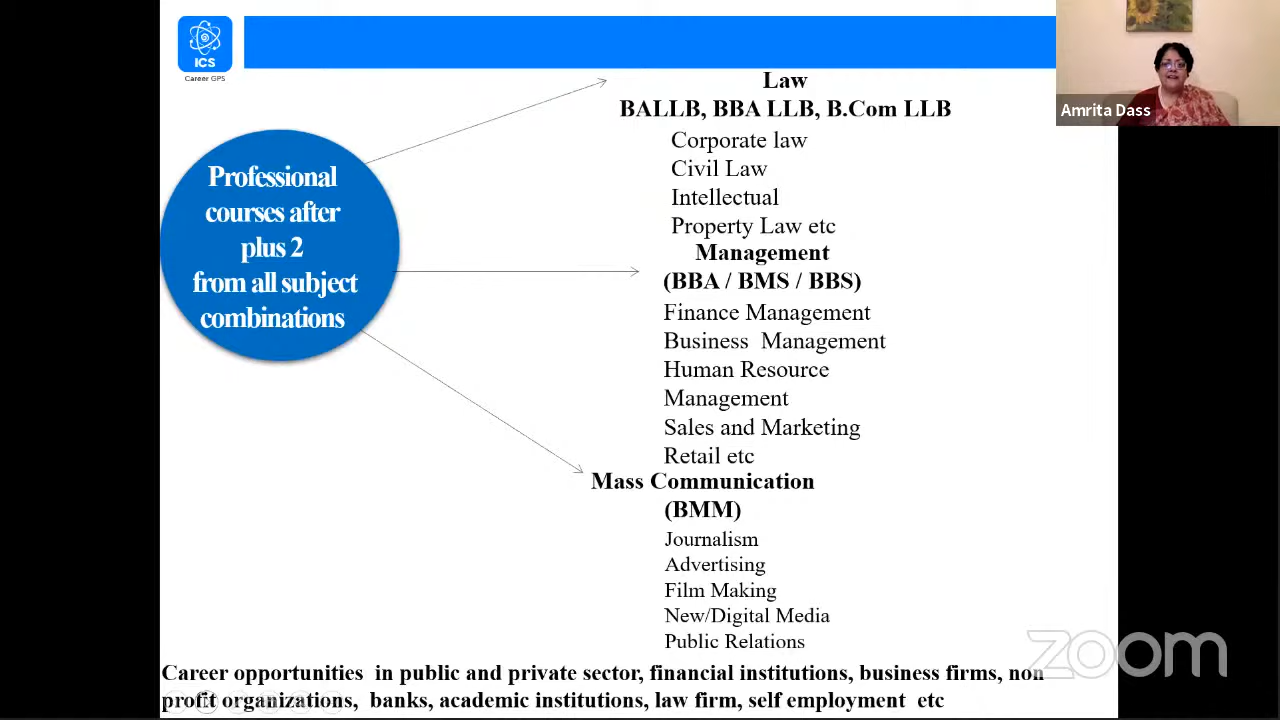 ICS
Career GPS
Amrita Dass
Professional
courses after
plus 2
from all subject
combinations
Law
BALLB, BBA LLB, B.Com LLB
Corporate law
Civil Law
Intellectual
Property Law etc
Management
(BBA / BMS / BBS)
Finance Management
Business  Management
Human Resource
Management
Sales and Marketing
Retail etc
Mass Communication
(BMM)
Journalism
Advertising
Film Making
New/Digital Media
Public Relations
zoom
Career opportunities  in public and private sector, financial institutions, business firms, non
profit organizations,  banks, academic institutions, law firm, self employment  etc